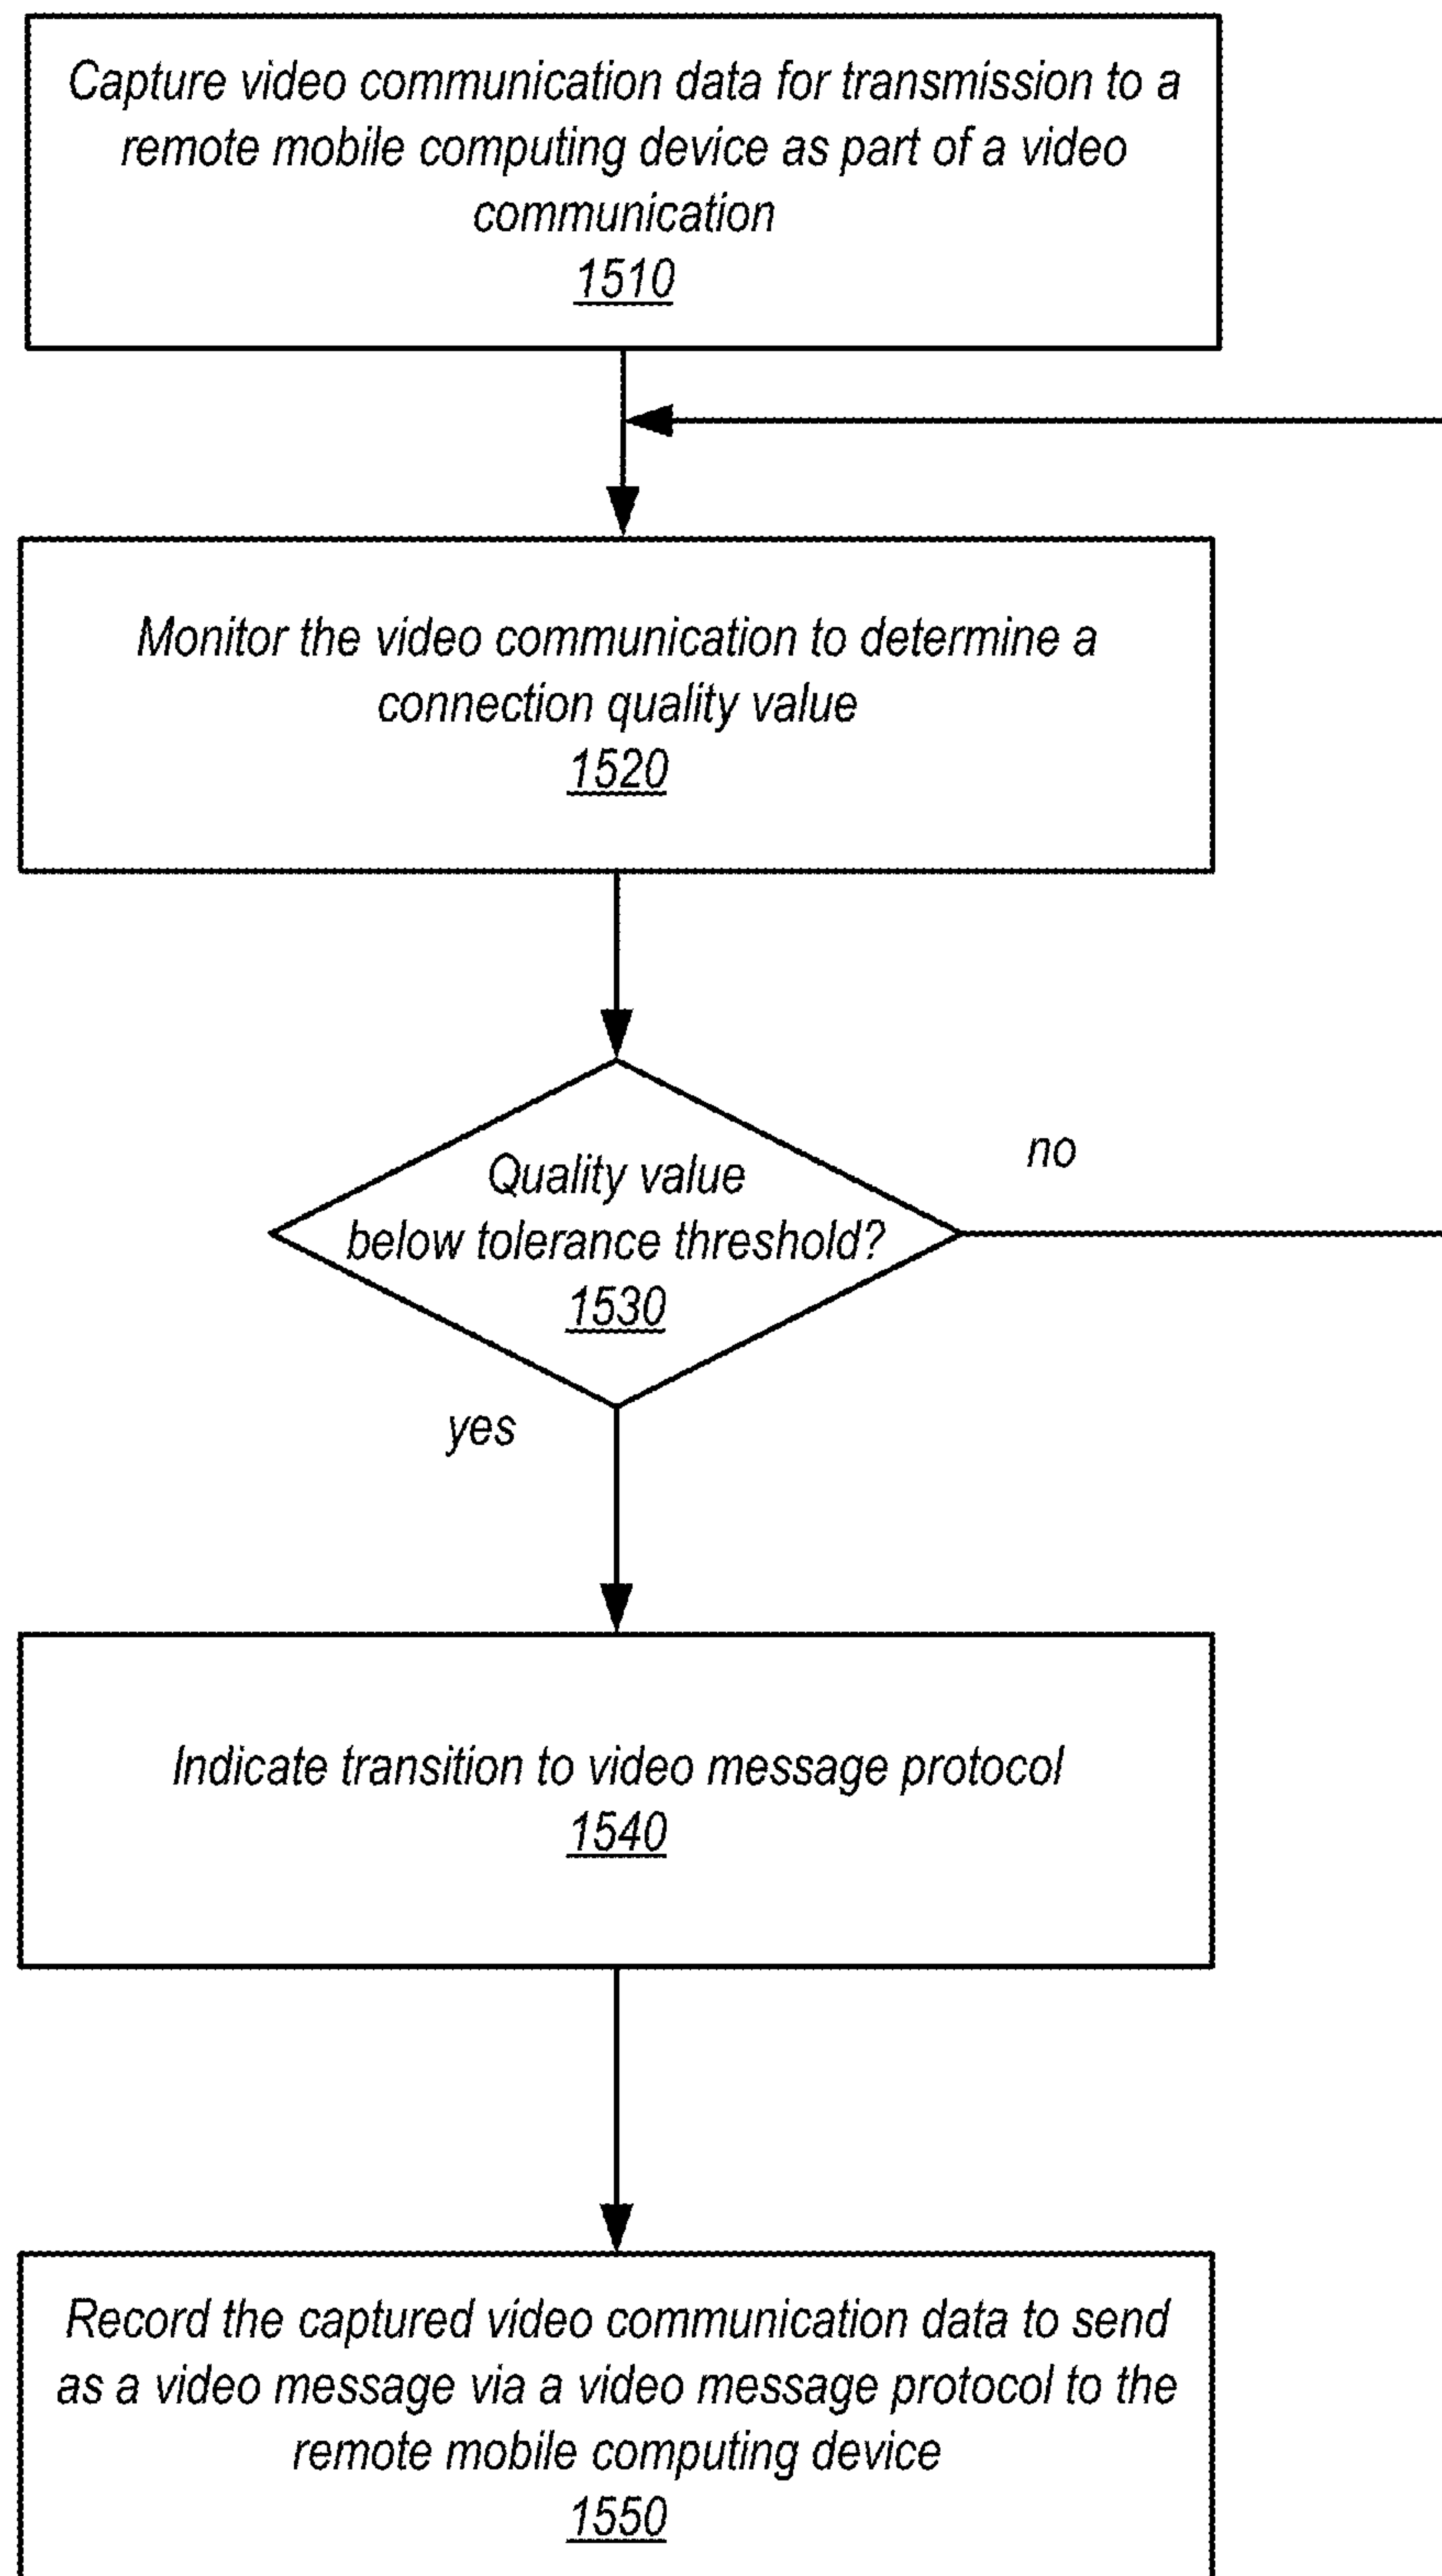 Capture video communication data for transmission to a
remote mobile computing device as part of a video
communication
1510
Monitor the video communication to determine a
connection quality value
1520
Quality value
below tolerance threshold?
1530
no
yes
Indicate transition to video message protocol
1540
Record the captured video communication data to send
as a video message via a video message protocol to the
remote mobile computing device
1550